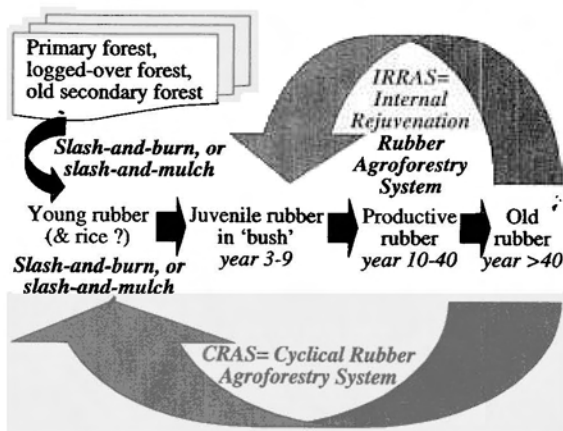 Primary forest,
logged-over forest,
old secondary forest
IRRAS=
Internal
Rejuvenation
Rubber
Agroforestry
System
Slash-and-burn, or
slash-and-mulch
Young rubber
(& rice ?)
Juvenile rubber
in 'bush'
year 3-9
Productive
rubber
year 10-40
Old
rubber
year >40
Slash-and-burn, or
slash-and-mulch
CRAS= Cyclical Rubber
Agroforestry System